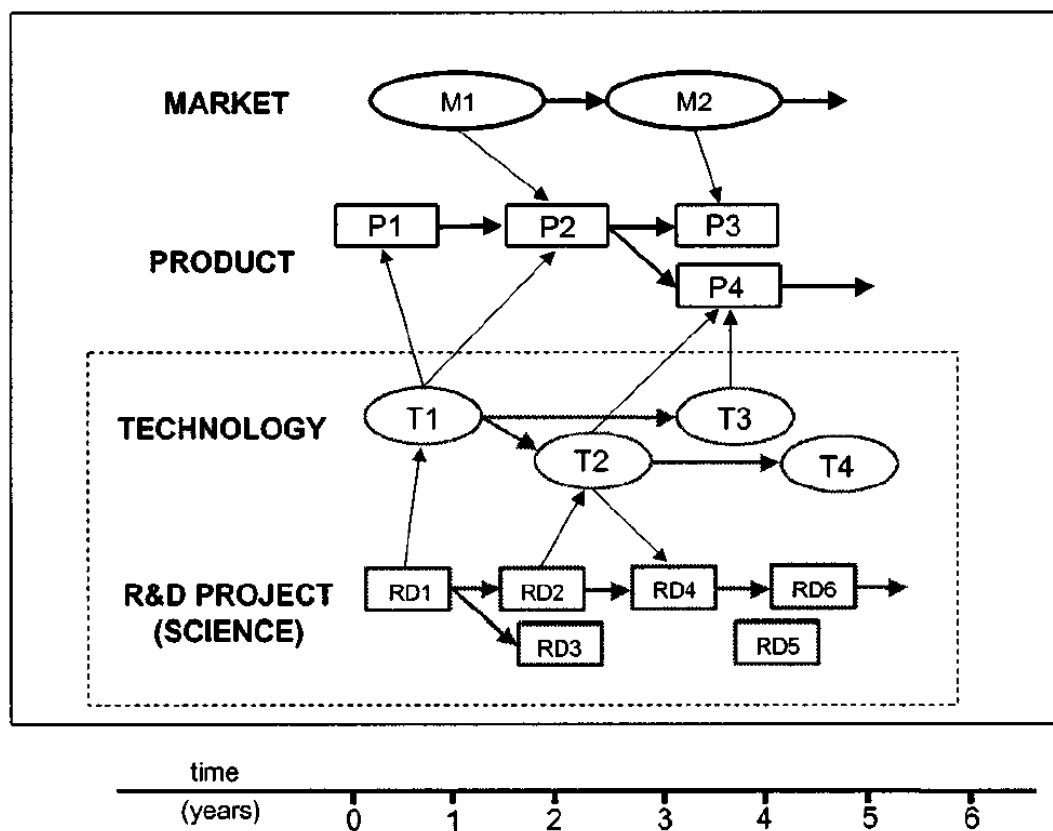 MARKET
M1
M2
P1
P2
P3
PRODUCT
P4
TECHNOLOGY
T1
T3
T2
T4
R&D PROJECT
(SCIENCE)
RD1
RD2
RD4
RD6
RD3
RD5
time
(years)
0 1 2 3 4 5 6